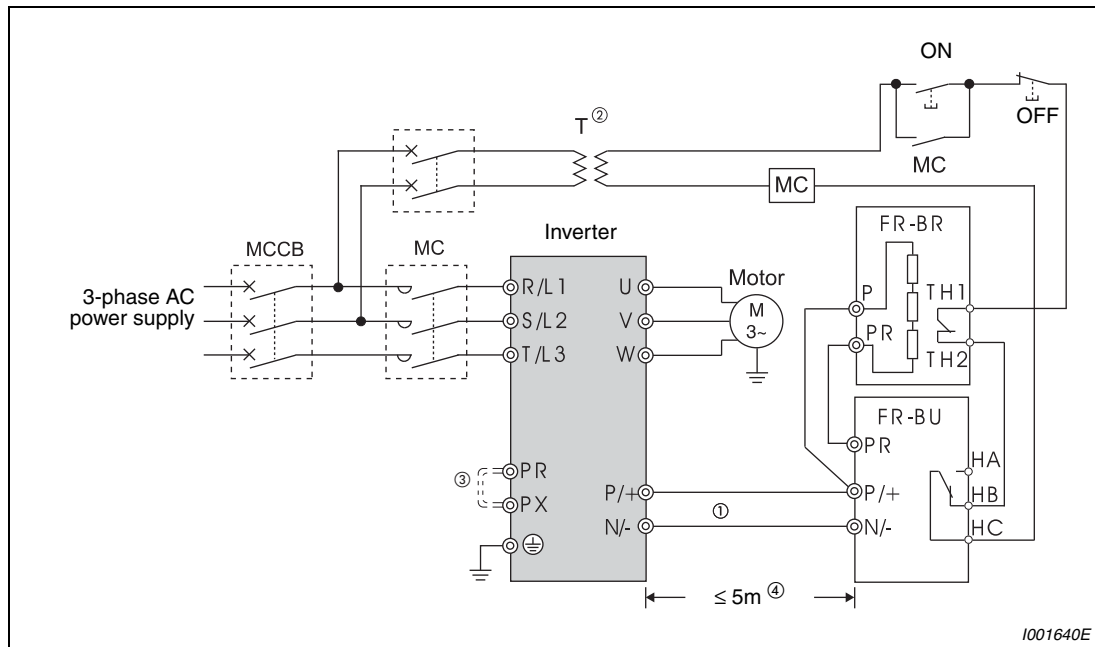 ON
OFF
T ②
MC
MC
FR-BR
Inverter
MCCB
MC
Motor
3-phase AC
power supply
R/L1
U
M
3~
P
TH1
S/L2
V
PR
T/L3
W
TH2
FR-BU
PR
③
PR
HA
PX
P/+
P/+
HB
①
N/-
N/-
HC
≤ 5m ④
I001640E